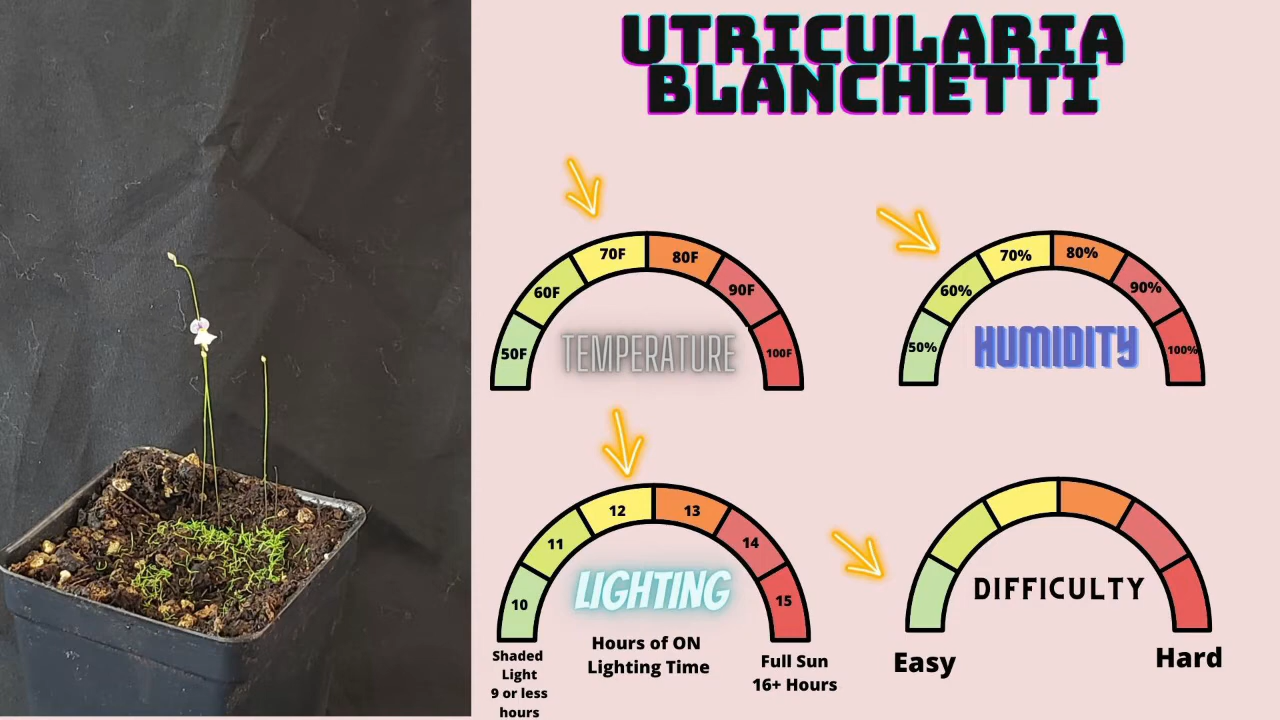 UTRICULARIA
BLANCHETTI
50F
60F
70F
80F
90F
100F
TEMPERATURE
50%
60%
70%
80%
90%
100%
HUMIDITY
10
11
12
13
14
15
LIGHTING
Hours of ON
Lighting Time
Shaded
Light
9 or less
hours
Full Sun
16+ Hours
DIFFICULTY
Easy
Hard